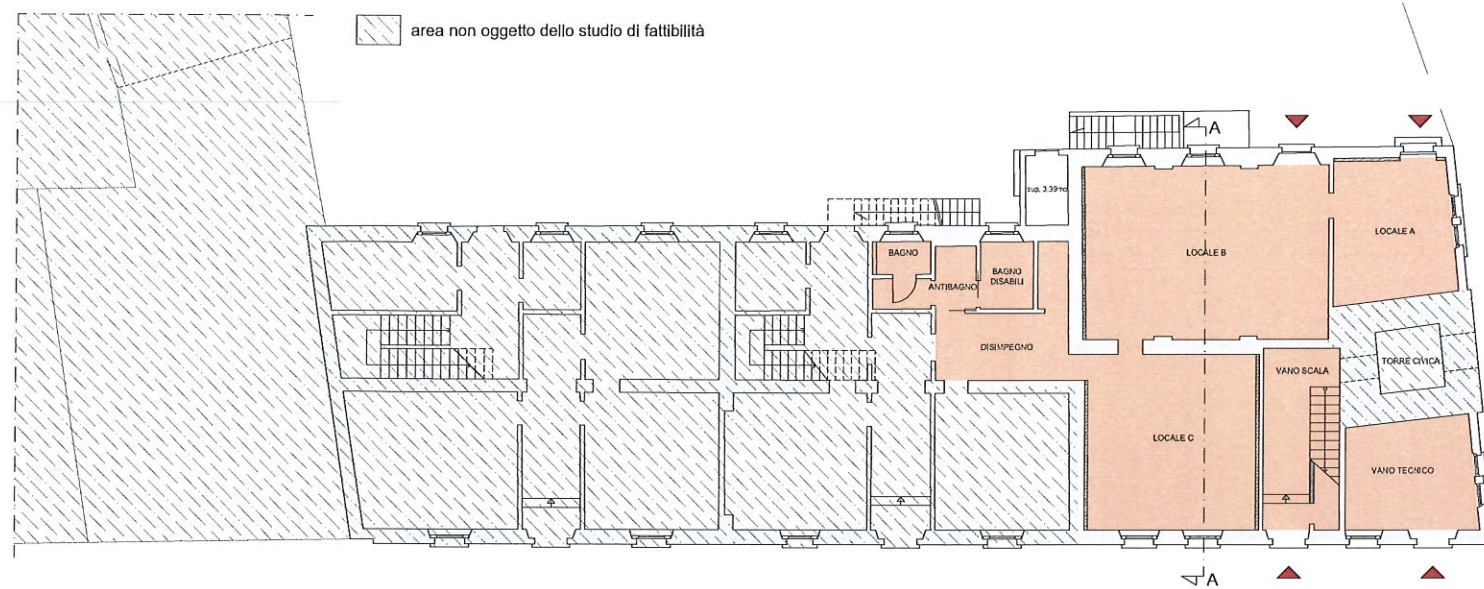 area non oggetto dello studio di fattibilità
A
sup. 3.39 mq
LOCALE A
LOCALE B
BAGNO
BAGNO
DISABILI
ANTIBAGNO
DISIMPEGNO
TORRE CIVICA
VANO SCALA
LOCALE C
VANO TECNICO
A